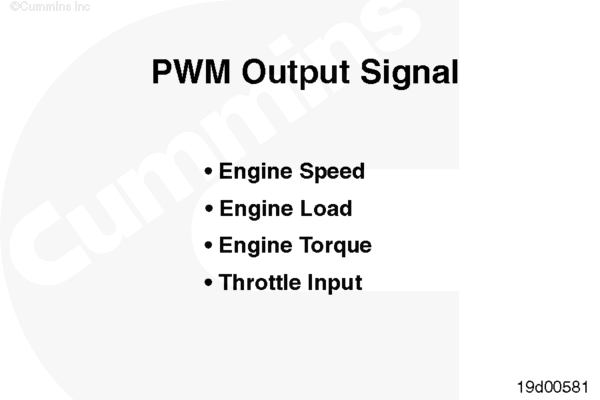 ©Cummins Inc
Cummins
PWM Output Signal
• Engine Speed
• Engine Load
• Engine Torque
• Throttle Input
19d00581